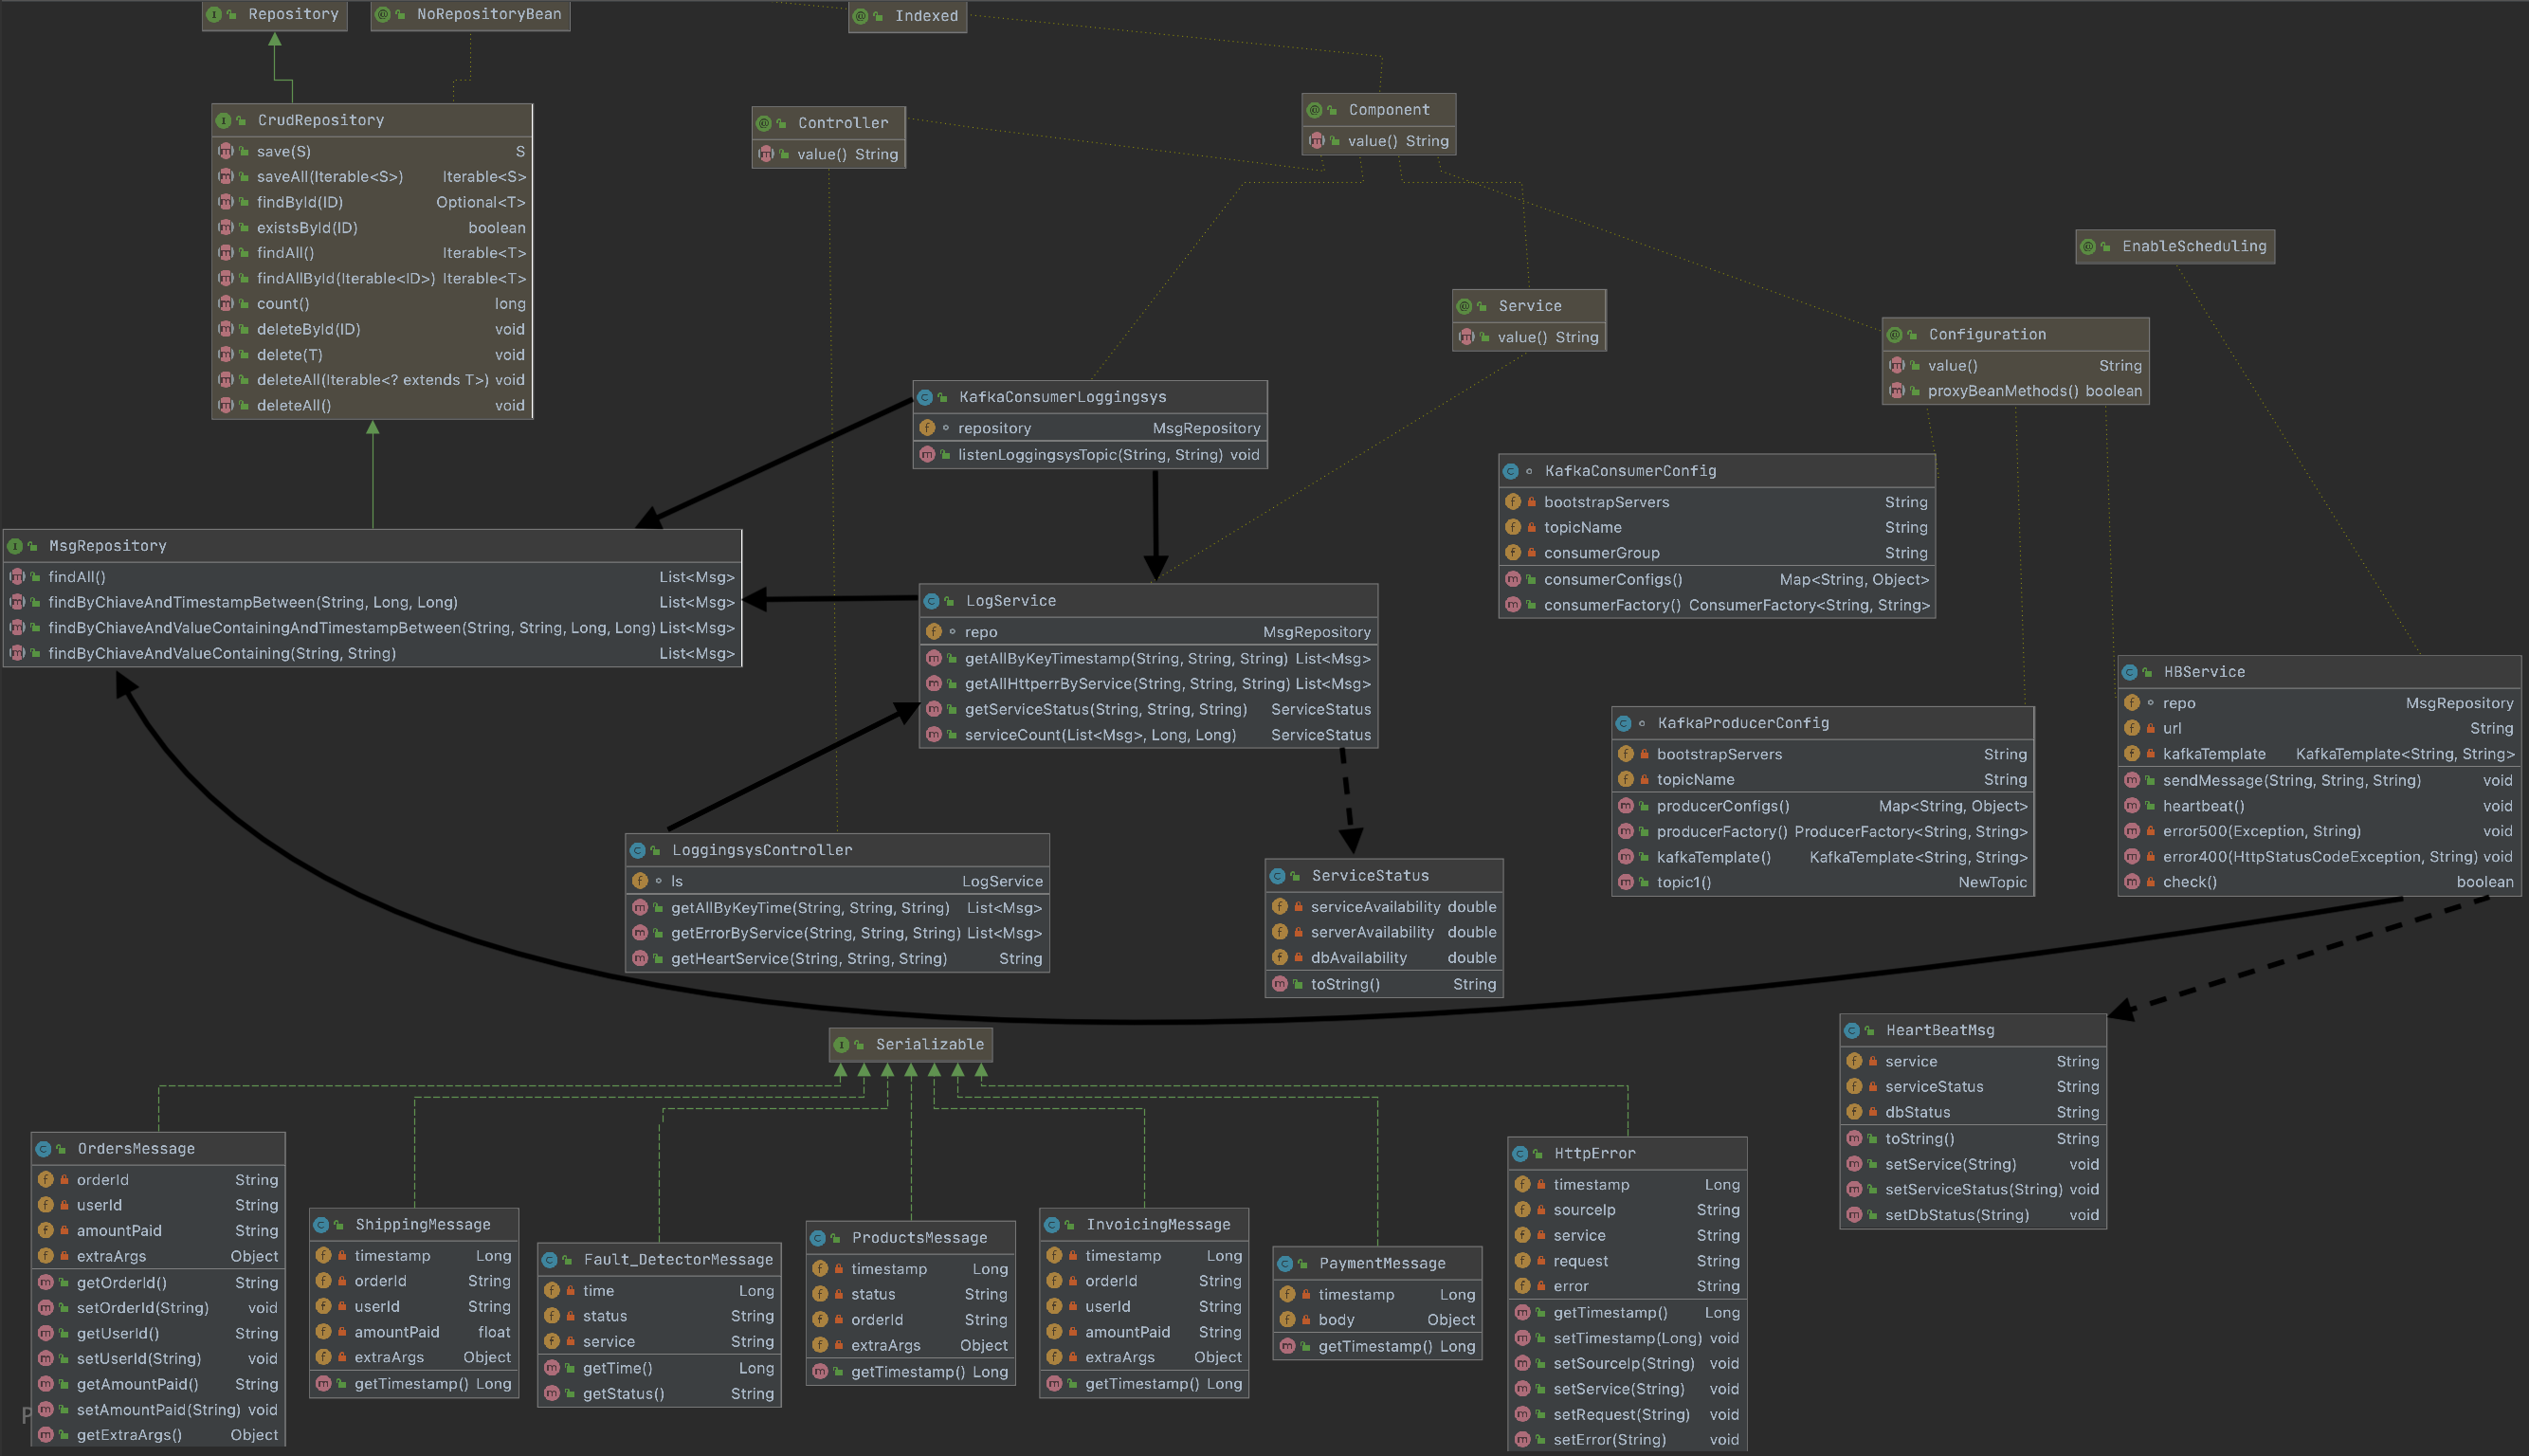 Repository
NoRepositoryBean
Indexed
CrudRepository
save(S) S
saveAll(Iterable<S>) Iterable<S>
findById(ID) Optional<T>
existsById(ID) boolean
findAll() Iterable<T>
findAllById(Iterable<ID>) Iterable<T>
count() long
deleteById(ID) void
delete(T) void
deleteAll(Iterable<? extends T>) void
deleteAll() void
Controller
value() String
Component
value() String
EnableScheduling
Service
value() String
Configuration
value() String
proxyBeanMethods() boolean
KafkaConsumerLoggingsys
repository MsgRepository
listenLoggingsysTopic(String, String) void
KafkaConsumerConfig
bootstrapServers String
topicName String
consumerGroup String
consumerConfigs() Map<String, Object>
consumerFactory() ConsumerFactory<String, String>
MsgRepository
findAll() List<Msg>
findByChiaveAndTimestampBetween(String, Long, Long) List<Msg>
findByChiaveAndValueContainingAndTimestampBetween(String, String, Long, Long) List<Msg>
findByChiaveAndValueContaining(String, String) List<Msg>
LogService
repo MsgRepository
getAllByKeyTimestamp(String, String, String) List<Msg>
getAllHttperrByService(String, String, String) List<Msg>
getServiceStatus(String, String, String) ServiceStatus
serviceCount(List<Msg>, Long, Long) ServiceStatus
HBService
repo MsgRepository
url String
kafkaTemplate KafkaTemplate<String, String>
sendMessage(String, String, String) void
heartbeat() void
error500(Exception, String) void
error400(HttpStatusCodeException, String) void
check() boolean
KafkaProducerConfig
bootstrapServers String
topicName String
producerConfigs() Map<String, Object>
producerFactory() ProducerFactory<String, String>
kafkaTemplate() KafkaTemplate<String, String>
topic1() NewTopic
LoggingsysController
ls LogService
getAllByKeyTime(String, String, String) List<Msg>
getErrorByService(String, String, String) List<Msg>
getHeartService(String, String, String) String
ServiceStatus
serviceAvailability double
serverAvailability double
dbAvailability double
toString() String
HeartBeatMsg
service String
serviceStatus String
dbStatus String
toString() String
setService(String) void
setServiceStatus(String) void
setDbStatus(String) void
Serializable
OrdersMessage
orderId String
userId String
amountPaid String
extraArgs Object
getOrderId() String
setOrderId(String) void
getUserId() String
setUserId(String) void
getAmountPaid() String
setAmountPaid(String) void
getExtraArgs() Object
ShippingMessage
timestamp Long
orderId String
userId String
amountPaid float
extraArgs Object
getTimestamp() Long
Fault_DetectorMessage
time Long
status String
service String
getTime() Long
getStatus() String
ProductsMessage
timestamp Long
status String
orderId String
extraArgs Object
getTimestamp() Long
InvoicingMessage
timestamp Long
orderId String
userId String
amountPaid String
extraArgs Object
getTimestamp() Long
PaymentMessage
timestamp Long
body Object
getTimestamp() Long
HttpError
timestamp Long
sourceIp String
service String
request String
error String
getTimestamp() Long
setTimestamp(Long) void
setSourceIp(String) void
setService(String) void
setRequest(String) void
setError(String) void